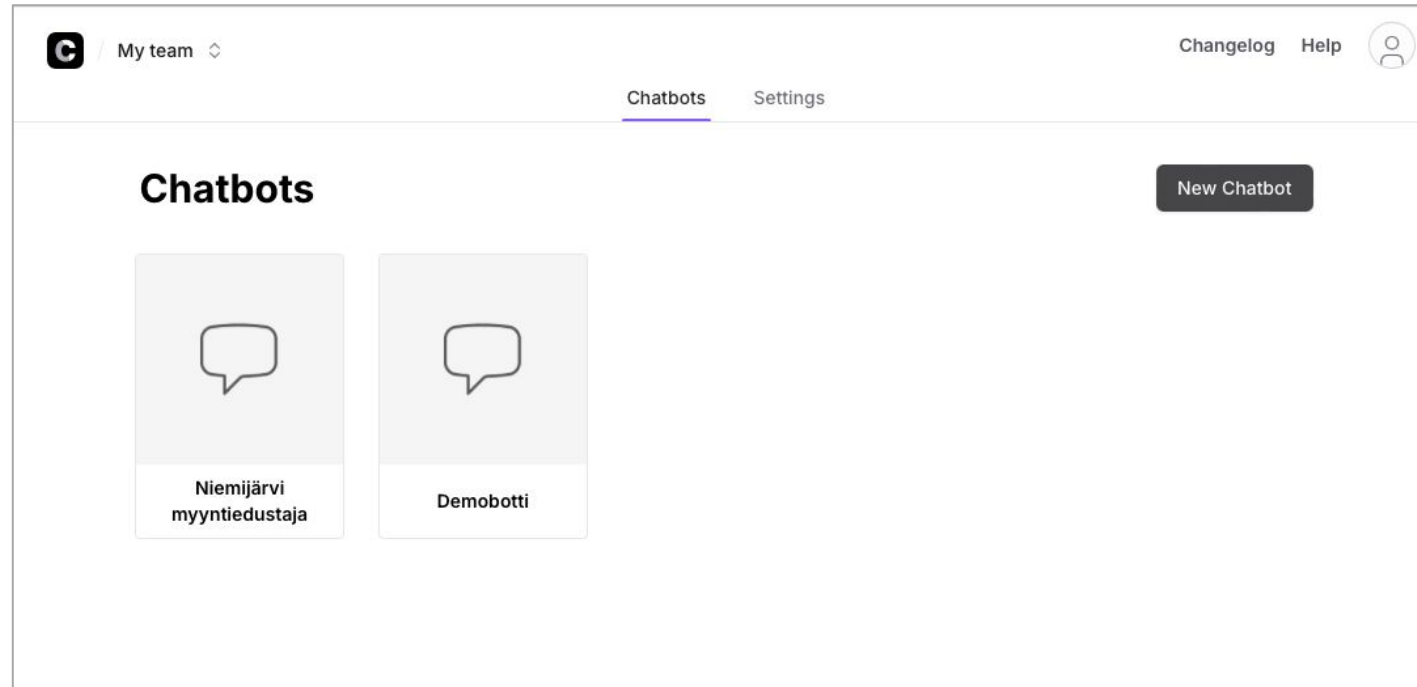 C / My team
Changelog Help
Chatbots Settings
Chatbots
New Chatbot
Niemijärvi
myyntiedustaja
Demobotti